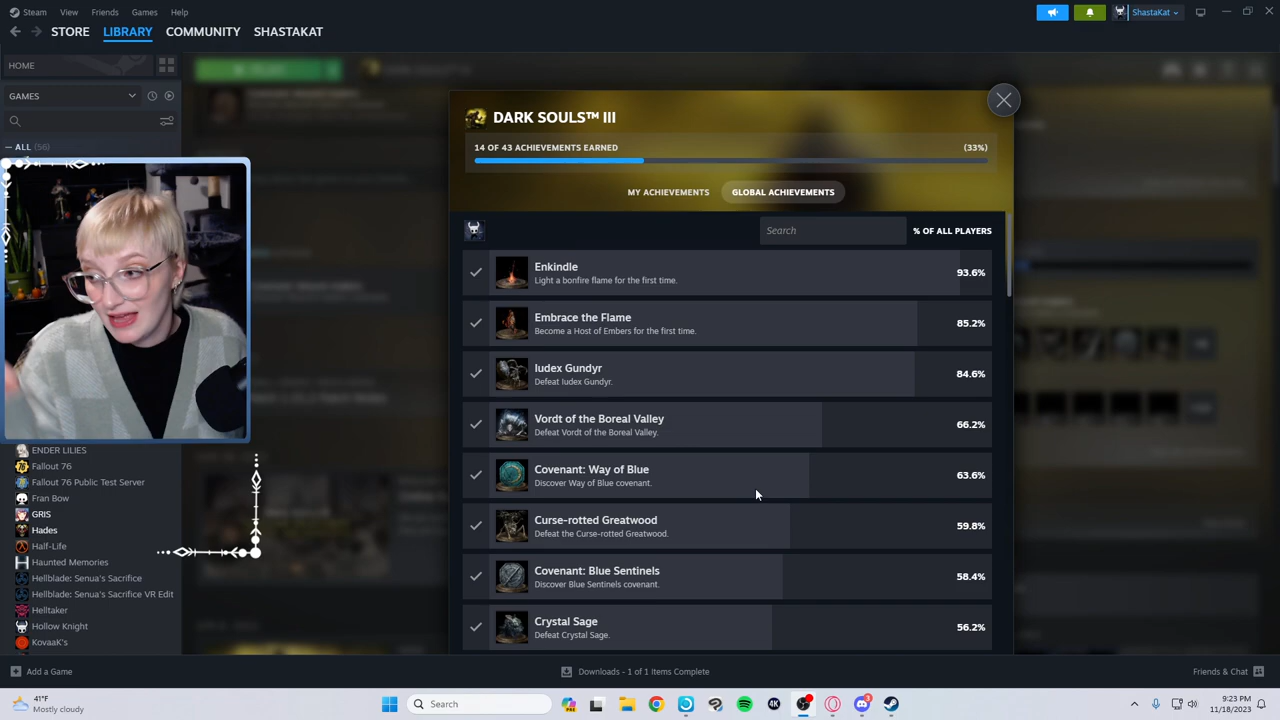 Steam View Friends Games Help
ShastaKat
STORE LIBRARY COMMUNITY SHASTAKAT
HOME
GAMES
ALL (56)
ENDER LILIES
Fallout 76
Fallout 76 Public Test Server
Fran Bow
GRIS
Hades
Half-Life
Haunted Memories
Hellblade: Senua's Sacrifice
Hellblade: Senua's Sacrifice VR Edit
Helltaker
Hollow Knight
KovaaK's
DARK SOULS™ III
14 OF 43 ACHIEVEMENTS EARNED (33%)
MY ACHIEVEMENTS GLOBAL ACHIEVEMENTS
Search % OF ALL PLAYERS
Enkindle
Light a bonfire flame for the first time.
93.6%
Embrace the Flame
Become a Host of Embers for the first time.
85.2%
Iudex Gundyr
Defeat Iudex Gundyr.
84.6%
Vordt of the Boreal Valley
Defeat Vordt of the Boreal Valley.
66.2%
Covenant: Way of Blue
Discover Way of Blue covenant.
63.6%
Curse-rotted Greatwood
Defeat the Curse-rotted Greatwood.
59.8%
Covenant: Blue Sentinels
Discover Blue Sentinels covenant.
58.4%
Crystal Sage
Defeat Crystal Sage.
56.2%
Add a Game Downloads - 1 of 1 Items Complete Friends & Chat
41°F
Mostly cloudy
Search
4K
3
9:23 PM
11/18/2023